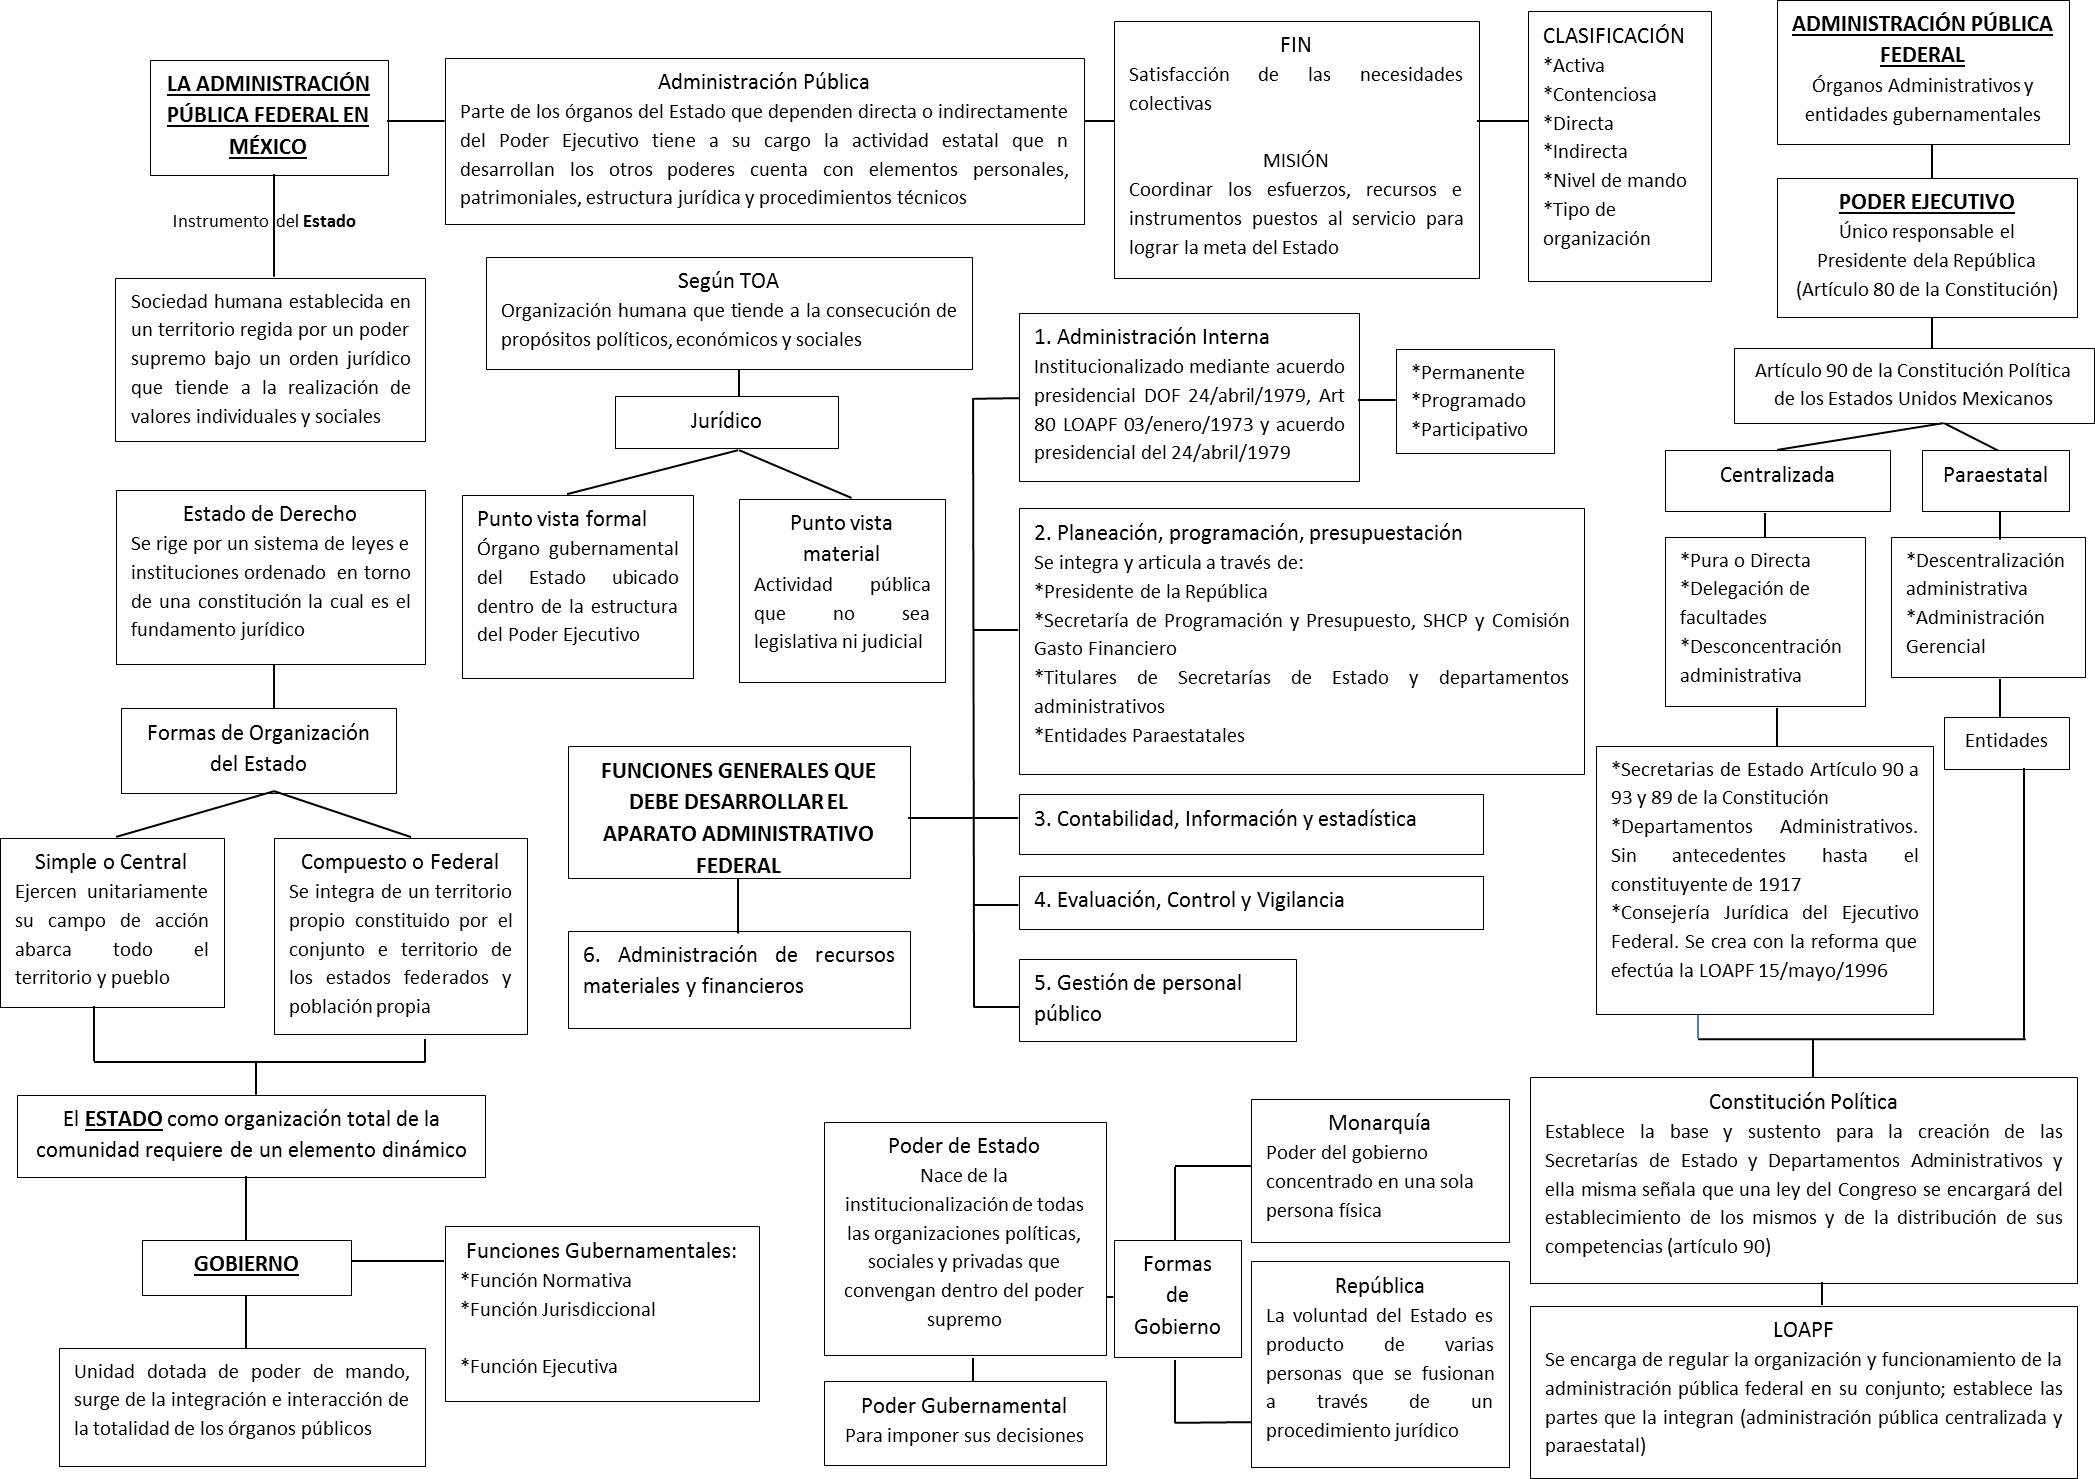 LA ADMINISTRACIÓN
PÚBLICA FEDERAL EN
MÉXICO
Instrumento del Estado
Sociedad humana establecida en
un territorio regida por un poder
supremo bajo un orden jurídico
que tiende a la realización de
valores individuales y sociales
Administración Pública
Parte de los órganos del Estado que dependen directa o indirectamente
del Poder Ejecutivo tiene a su cargo la actividad estatal que n
desarrollan los otros poderes cuenta con elementos personales,
patrimoniales, estructura jurídica y procedimientos técnicos
FIN
Satisfacción de las necesidades
colectivas
MISIÓN
Coordinar los esfuerzos, recursos e
instrumentos puestos al servicio para
lograr la meta del Estado
CLASIFICACIÓN
*Activa
*Contenciosa
*Directa
*Indirecta
*Nivel de mando
*Tipo de
organización
ADMINISTRACIÓN PÚBLICA
FEDERAL
Órganos Administrativos y
entidades gubernamentales
PODER EJECUTIVO
Único responsable el
Presidente dela República
(Artículo 80 de la Constitución)
Artículo 90 de la Constitución Política
de los Estados Unidos Mexicanos
Centralizada
Paraestatal
*Pura o Directa
*Delegación de
facultades
*Desconcentración
administrativa
*Descentralización
administrativa
*Administración
Gerencial
Entidades
*Secretarias de Estado Artículo 90 a
93 y 89 de la Constitución
*Departamentos Administrativos.
Sin antecedentes hasta el
constituyente de 1917
*Consejería Jurídica del Ejecutivo
Federal. Se crea con la reforma que
efectúa la LOAPF 15/mayo/1996
Constitución Política
Establece la base y sustento para la creación de las
Secretarías de Estado y Departamentos Administrativos y
ella misma señala que una ley del Congreso se encargará del
establecimiento de los mismos y de la distribución de sus
competencias (artículo 90)
LOAPF
Se encarga de regular la organización y funcionamiento de la
administración pública federal en su conjunto; establece las
partes que la integran (administración pública centralizada y
paraestatal)
Según TOA
Organización humana que tiende a la consecución de
propósitos políticos, económicos y sociales
Jurídico
Punto vista formal
Órgano gubernamental
del Estado ubicado
dentro de la estructura
del Poder Ejecutivo
Punto vista
material
Actividad pública
que no sea
legislativa ni judicial
FUNCIONES GENERALES QUE
DEBE DESARROLLAR EL
APARATO ADMINISTRATIVO
FEDERAL
1. Administración Interna
Institucionalizado mediante acuerdo
presidencial DOF 24/abril/1979, Art
80 LOAPF 03/enero/1973 y acuerdo
presidencial del 24/abril/1979
*Permanente
*Programado
*Participativo
2. Planeación, programación, presupuestación
Se integra y articula a través de:
*Presidente de la República
*Secretaría de Programación y Presupuesto, SHCP y Comisión
Gasto Financiero
*Titulares de Secretarías de Estado y departamentos
administrativos
*Entidades Paraestatales
3. Contabilidad, Información y estadística
4. Evaluación, Control y Vigilancia
5. Gestión de personal
público
6. Administración de recursos
materiales y financieros
Estado de Derecho
Se rige por un sistema de leyes e
instituciones ordenado en torno
de una constitución la cual es el
fundamento jurídico
Formas de Organización
del Estado
Simple o Central
Ejercen unitariamente
su campo de acción
abarca todo el
territorio y pueblo
Compuesto o Federal
Se integra de un territorio
propio constituido por el
conjunto e territorio de
los estados federados y
población propia
El ESTADO como organización total de la
comunidad requiere de un elemento dinámico
GOBIERNO
Unidad dotada de poder de mando,
surge de la integración e interacción de
la totalidad de los órganos públicos
Funciones Gubernamentales:
*Función Normativa
*Función Jurisdiccional
*Función Ejecutiva
Poder de Estado
Nace de la
institucionalización de todas
las organizaciones políticas,
sociales y privadas que
convengan dentro del poder
supremo
Poder Gubernamental
Para imponer sus decisiones
Formas
de
Gobierno
Monarquía
Poder del gobierno
concentrado en una sola
persona física
República
La voluntad del Estado es
producto de varias
personas que se fusionan
a través de un
procedimiento jurídico